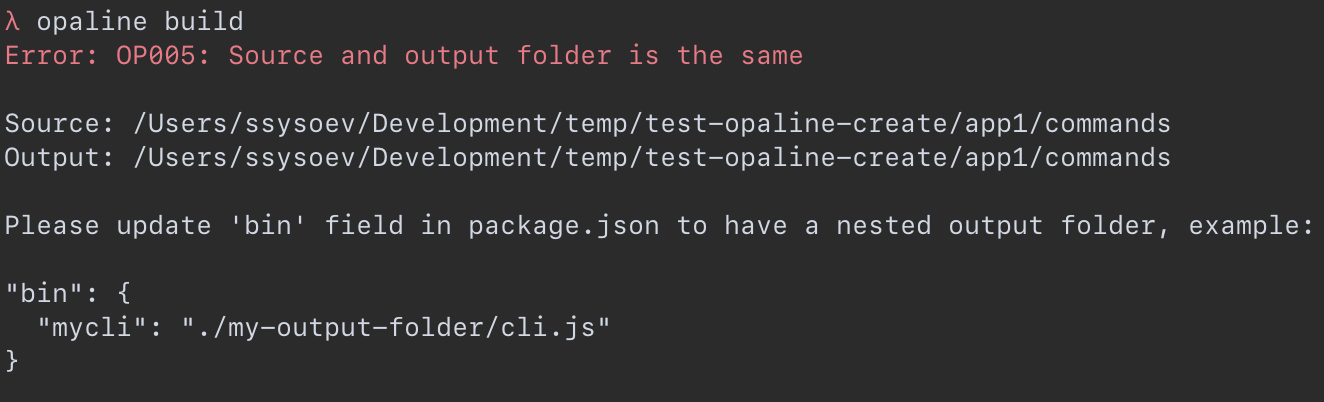 λ opaline build
Error: OP005: Source and output folder is the same
Source: /Users/ssysoev/Development/temp/test-opaline-create/app1/commands
Output: /Users/ssysoev/Development/temp/test-opaline-create/app1/commands
Please update 'bin' field in package.json to have a nested output folder, example:
"bin": {
  "mycli": "./my-output-folder/cli.js"
}